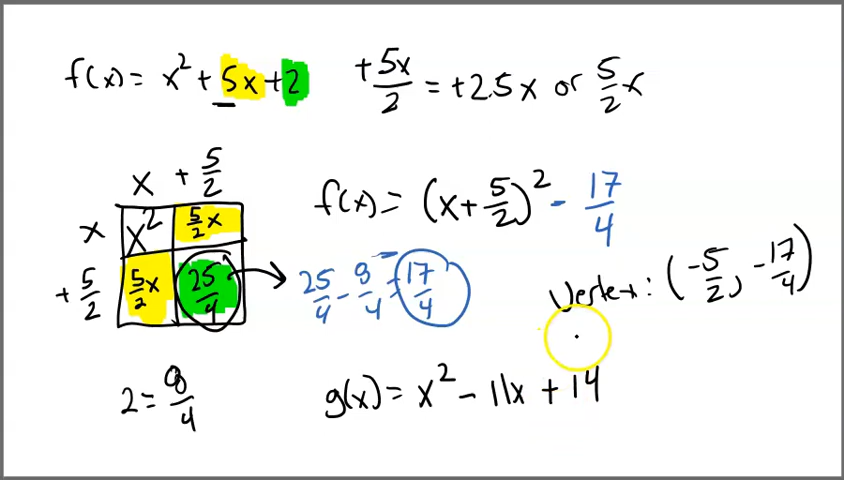 f(x) = x² + 5x + 2
+5x/2 = +2.5x or 5/2 x
x + 5/2
x x² 5/2 x
+ 5/2 5/2 x 25/4
f(x) = (x + 5/2)² - 17/4
25/4 - 8/4 = 17/4
Vertex: (-5/2, -17/4)
2 = 8/4
g(x) = x² - 11x + 14